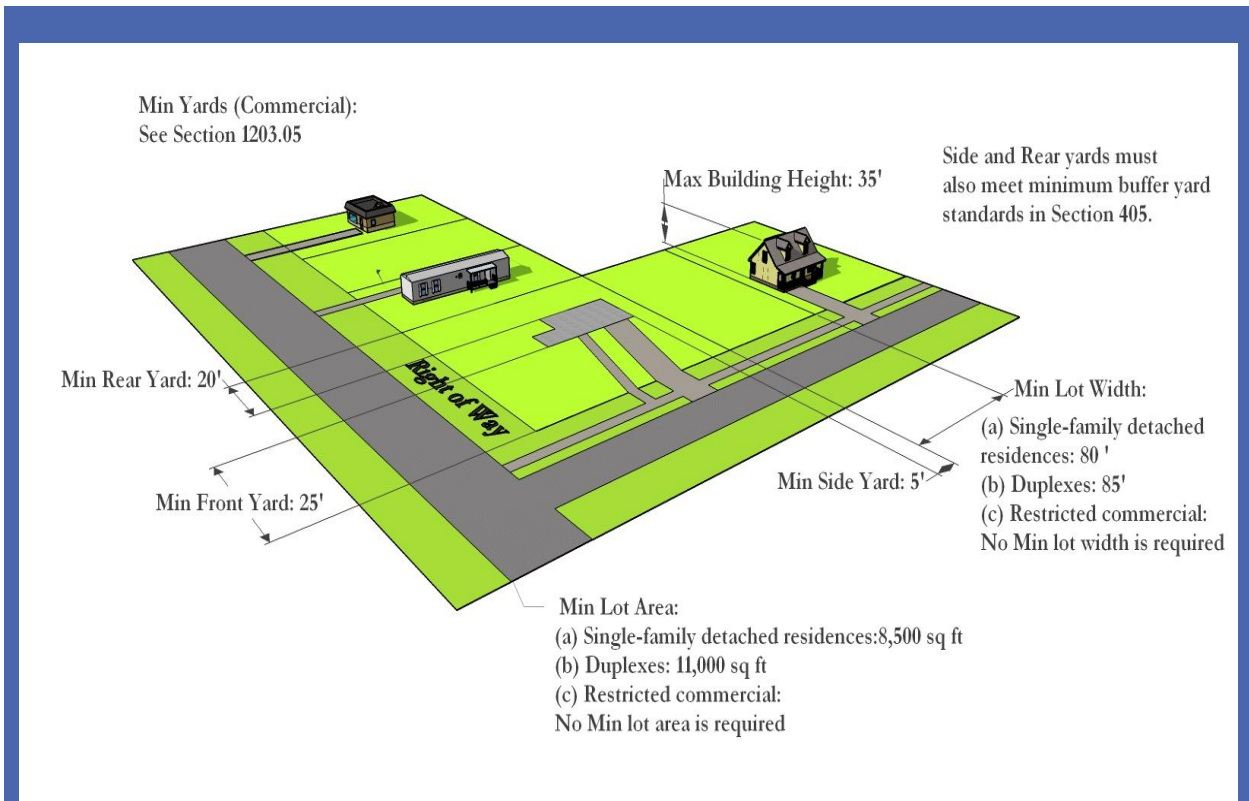 Min Yards (Commercial):
See Section 1203.05
Max Building Height: 35'
Side and Rear yards must
also meet minimum buffer yard
standards in Section 405.
Min Rear Yard: 20'
Right of Way
Min Front Yard: 25'
Min Side Yard: 5'
Min Lot Width:
(a) Single-family detached
residences: 80 '
(b) Duplexes: 85'
(c) Restricted commercial:
No Min lot width is required
Min Lot Area:
(a) Single-family detached residences:8,500 sq ft
(b) Duplexes: 11,000 sq ft
(c) Restricted commercial:
No Min lot area is required